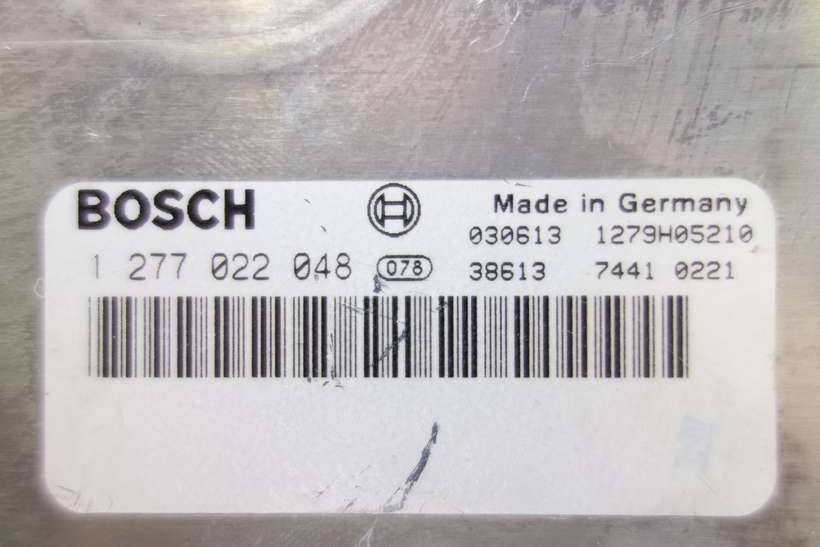 BOSCH
Made in Germany
030613 1279H05210
1 277 022 048 078
38613 7441 0221